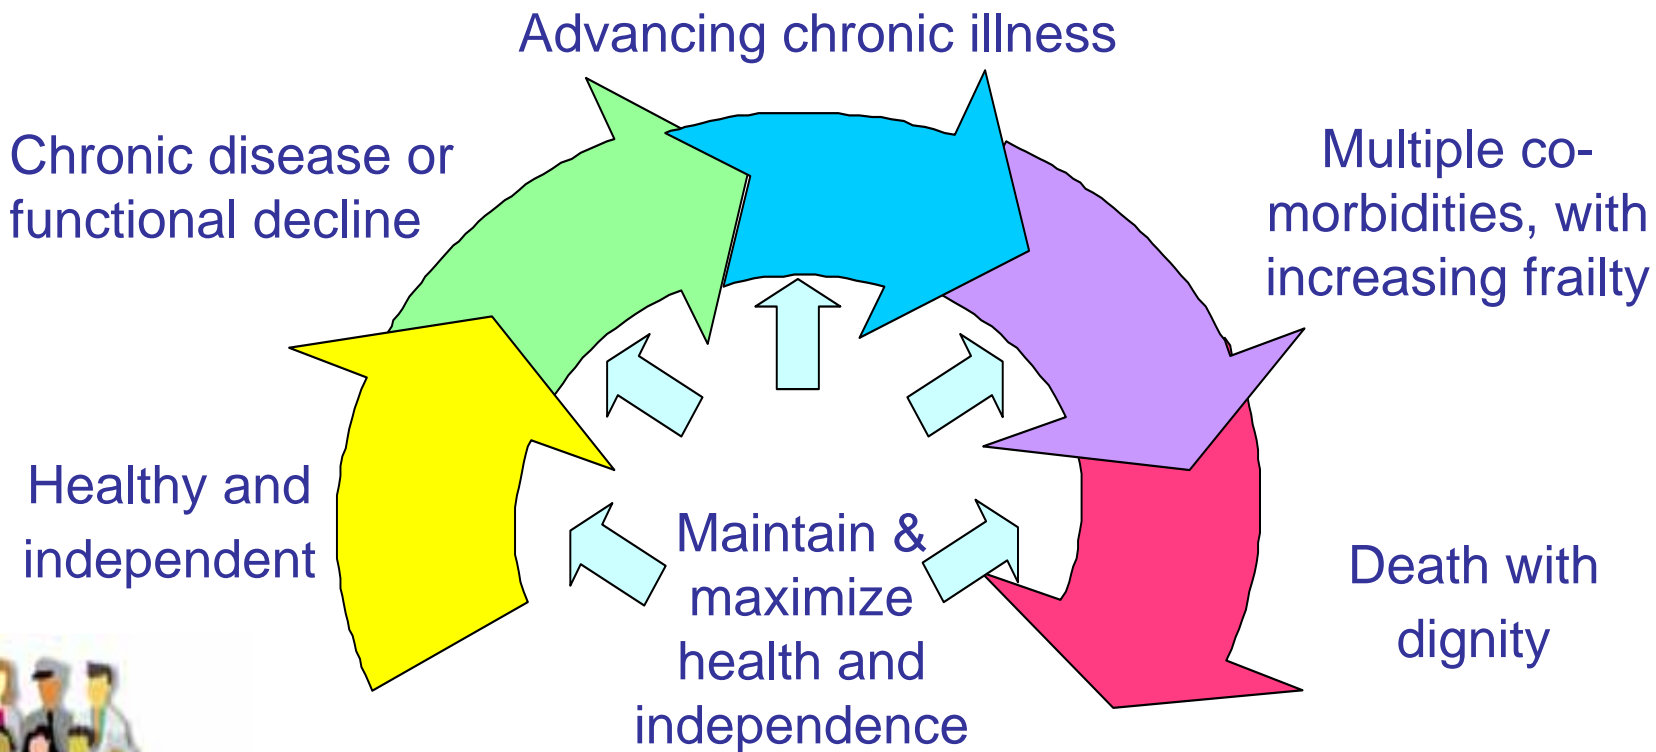 Advancing chronic illness
Chronic disease or
functional decline
Multiple co-
morbidities, with
increasing frailty
Healthy and
independent
Maintain &
maximize
health and
independence
Death with
dignity